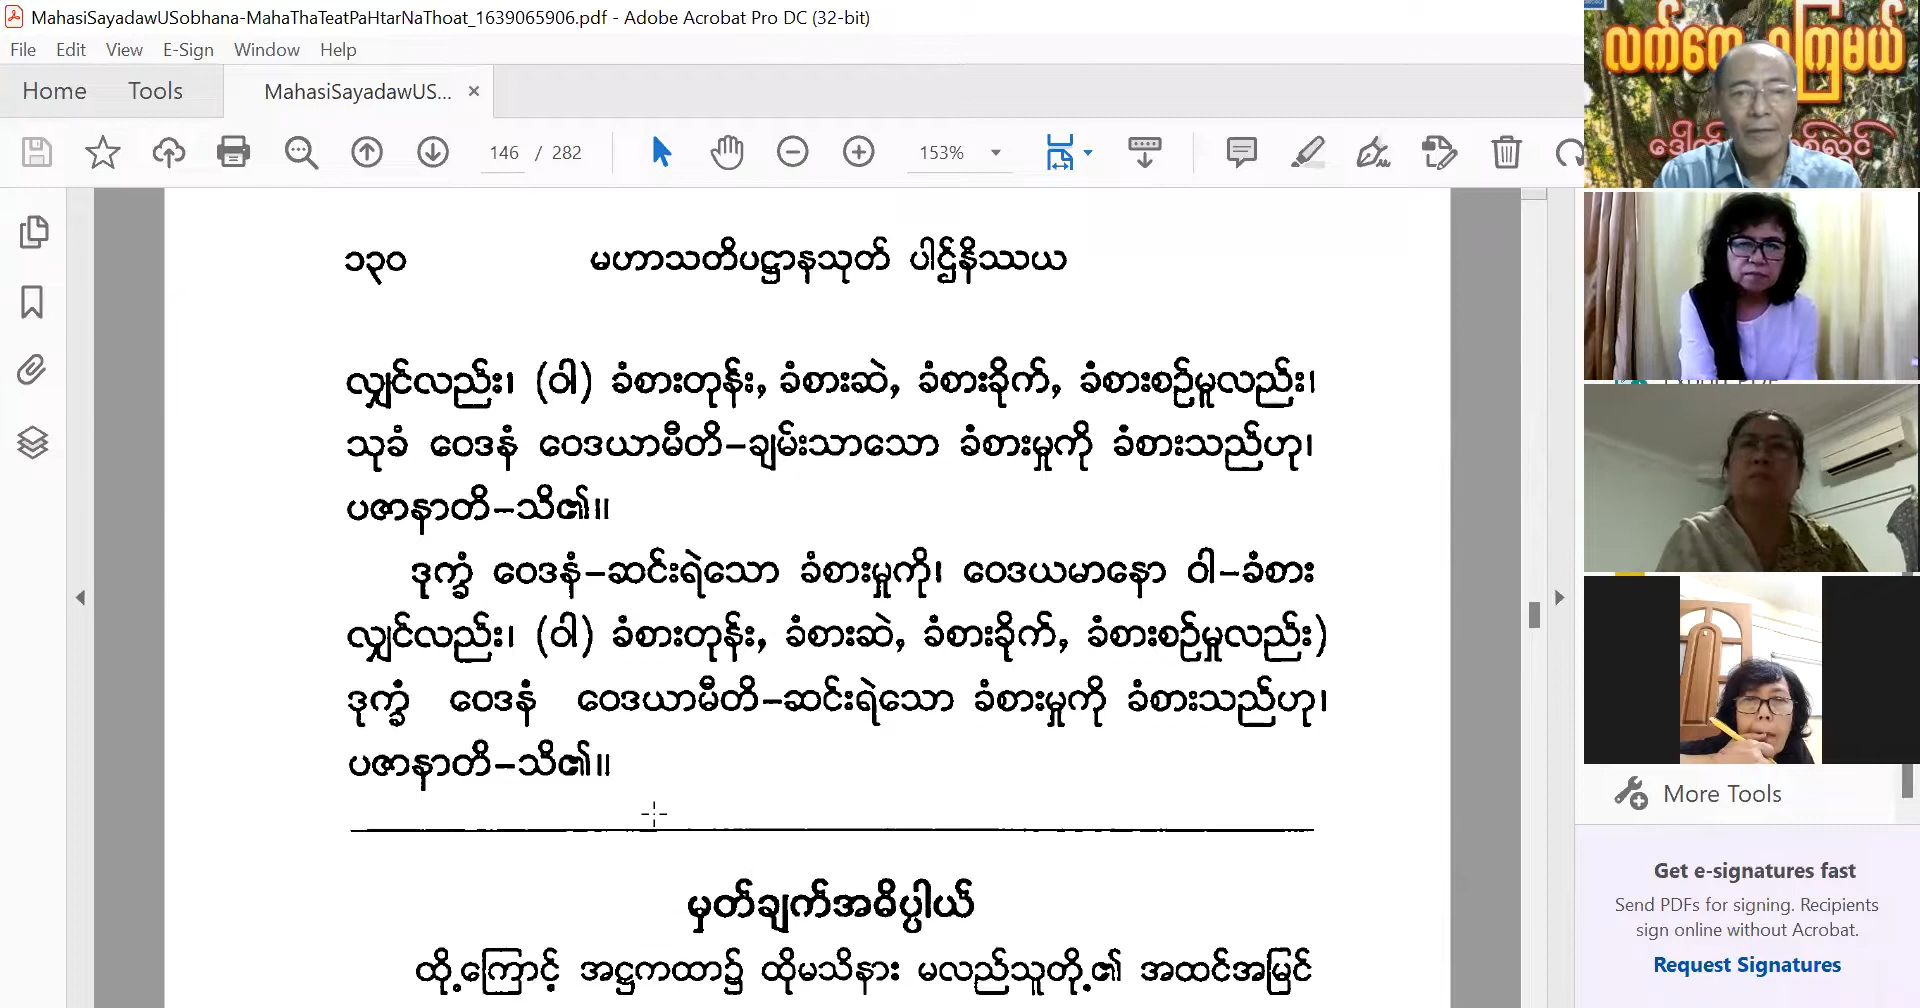 MahasiSayadawUSobhana-MahaThaTeatPaHtarNaThoat_1639065906.pdf - Adobe Acrobat Pro DC (32-bit)
File Edit View E-Sign Window Help
Home Tools MahasiSayadawUS... ×
146 / 282 153%
၁၃၀ မဟာသတိပဋ္ဌာနသုတ် ပါဠိနိဿယ
လျှင်လည်း၊ (ဝါ) ခံစားတုန်း, ခံစားဆဲ, ခံစားခိုက်, ခံစားစဉ်မူလည်း၊
သုခံ ဝေဒနံ ဝေဒယာမီတိ–ချမ်းသာသော ခံစားမှုကို ခံစားသည်ဟု၊
ပဇာနာတိ–သိ၏။
ဒုက္ခံ ဝေဒနံ–ဆင်းရဲသော ခံစားမှုကို၊ ဝေဒယမာနော ဝါ–ခံစား
လျှင်လည်း၊ (ဝါ) ခံစားတုန်း, ခံစားဆဲ, ခံစားခိုက်, ခံစားစဉ်မှုလည်း)
ဒုက္ခံ ဝေဒနံ ဝေဒယာမီတိ–ဆင်းရဲသော ခံစားမှုကို ခံစားသည်ဟု၊
ပဇာနာတိ–သိ၏။
မှတ်ချက်အဓိပ္ပါယ်
ထို့ကြောင့် အဋ္ဌကထာ၌ ထိုမသိနား မလည်သူတို့၏ အထင်အမြင်
More Tools
Get e-signatures fast
Send PDFs for signing. Recipients
sign online without Acrobat.
Request Signatures